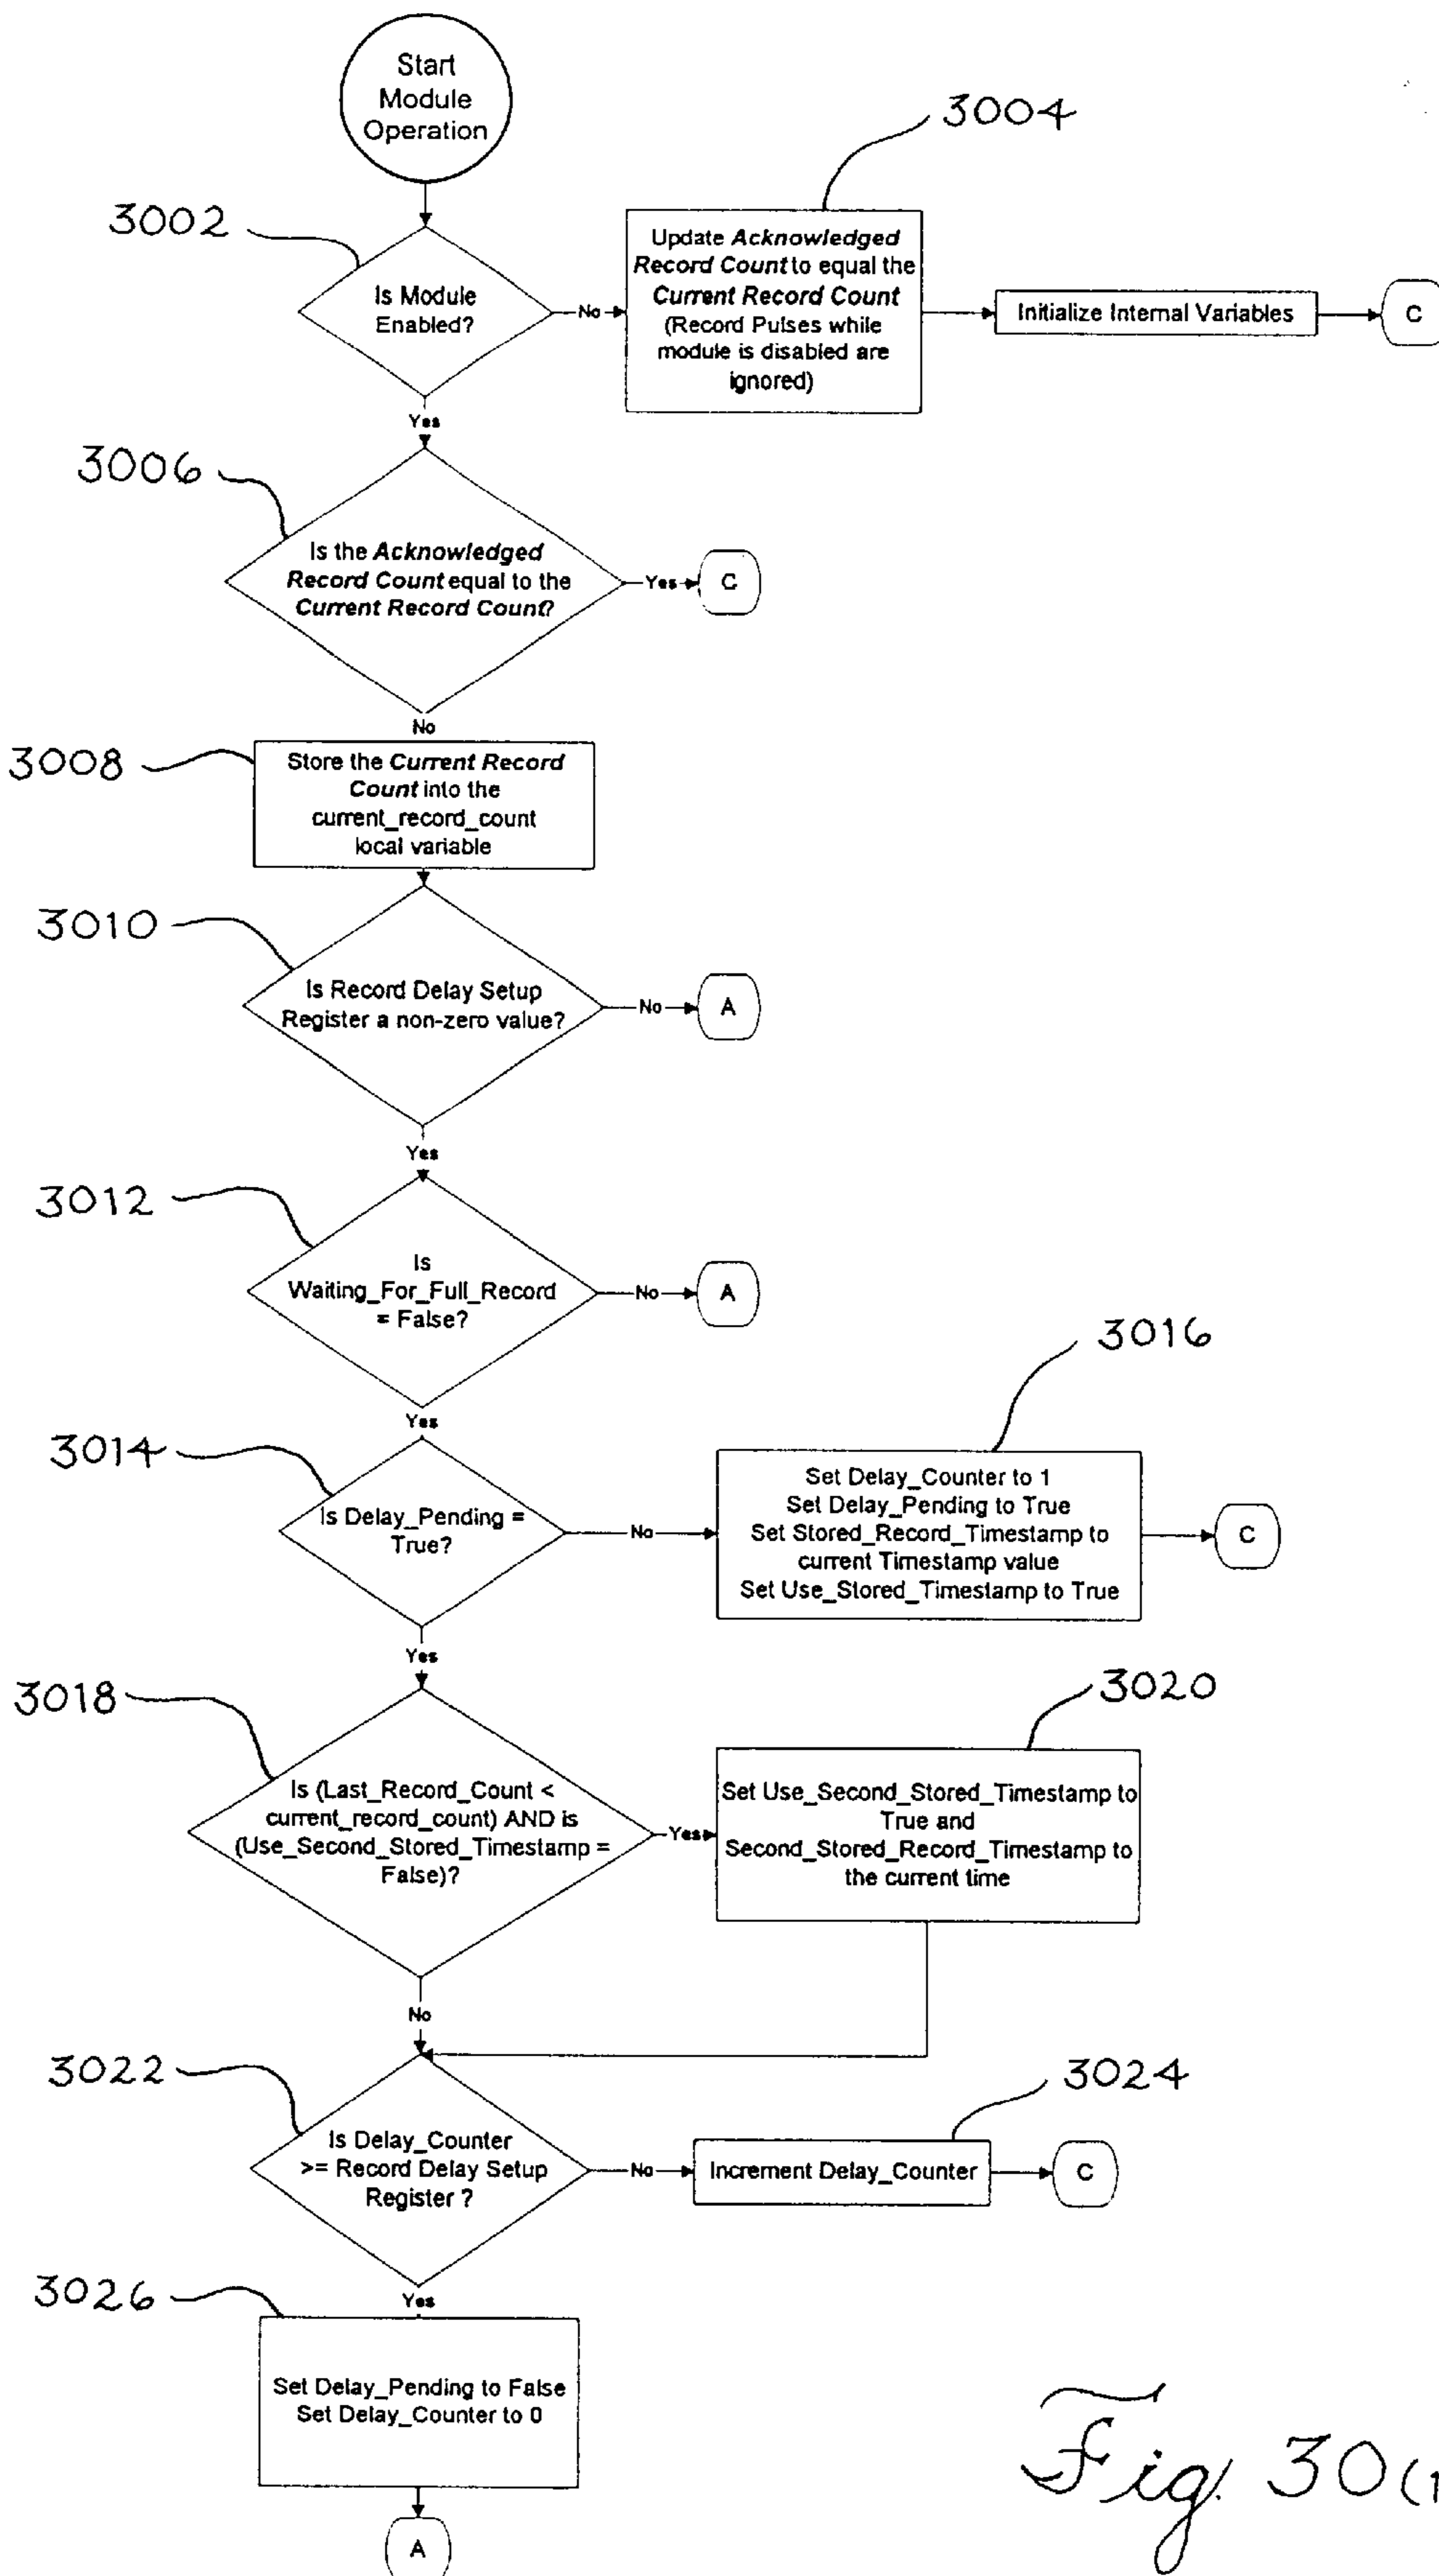 Start
Module
Operation
3004
3002
Update Acknowledged
Record Count to equal the
Current Record Count
(Record Pulses while
module is disabled are
ignored)
Is Module
Enabled?
No
Initialize Internal Variables
C
Yes
3006
Is the Acknowledged
Record Count equal to the
Current Record Count?
Yes
C
No
3008
Store the Current Record
Count into the
current_record_count
local variable
3010
Is Record Delay Setup
Register a non-zero value?
No
A
Yes
3012
Is
Waiting_For_Full_Record
= False?
No
A
3016
Yes
3014
Is Delay_Pending =
True?
No
Set Delay_Counter to 1
Set Delay_Pending to True
Set Stored_Record_Timestamp to
current Timestamp value
Set Use_Stored_Timestamp to True
C
Yes
3018
3020
Is (Last_Record_Count <
current_record_count) AND is
(Use_Second_Stored_Timestamp =
False)?
Yes
Set Use_Second_Stored_Timestamp to
True and
Second_Stored_Record_Timestamp to
the current time
No
3022
3024
Is Delay_Counter
>= Record Delay Setup
Register ?
No
Increment Delay_Counter
C
3026
Yes
Set Delay_Pending to False
Set Delay_Counter to 0
A
Fig. 30(1